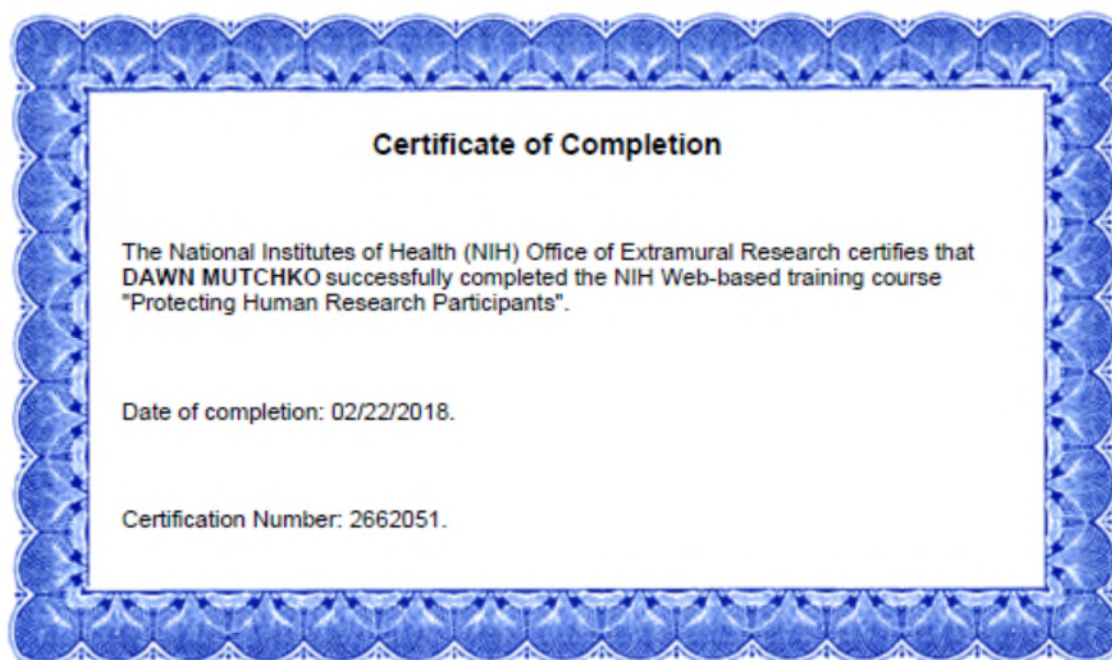 Certificate of Completion
The National Institutes of Health (NIH) Office of Extramural Research certifies that
DAWN MUTCHKO successfully completed the NIH Web-based training course
"Protecting Human Research Participants".
Date of completion: 02/22/2018.
Certification Number: 2662051.